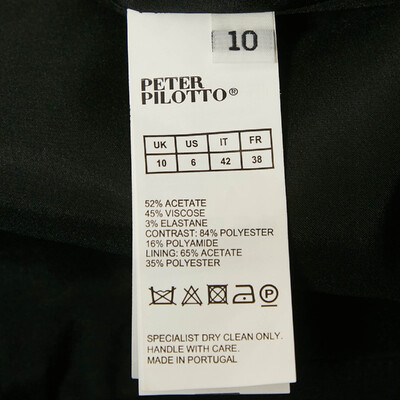 10
PETER
PILOTTO®
UK US IT FR
10 6 42 38
52% ACETATE
45% VISCOSE
3% ELASTANE
CONTRAST: 84% POLYESTER
16% POLYAMIDE
LINING: 65% ACETATE
35% POLYESTER
P
SPECIALIST DRY CLEAN ONLY.
HANDLE WITH CARE.
MADE IN PORTUGAL